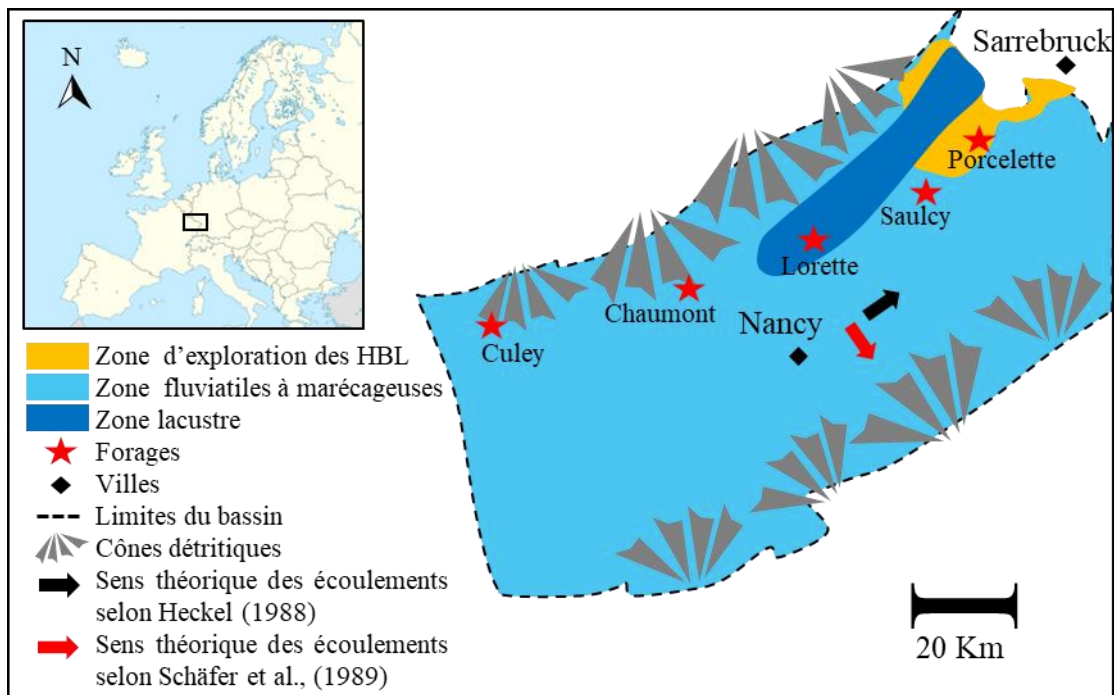 N
Sarrebruck
Porcelette
Saulcy
Lorette
Chaumont
Nancy
Culey
Zone d’exploration des HBL
Zone fluviatiles à marécageuses
Zone lacustre
Forages
Villes
Limites du bassin
Cônes détritiques
Sens théorique des écoulements
selon Heckel (1988)
Sens théorique des écoulements
selon Schäfer et al., (1989)
20 Km